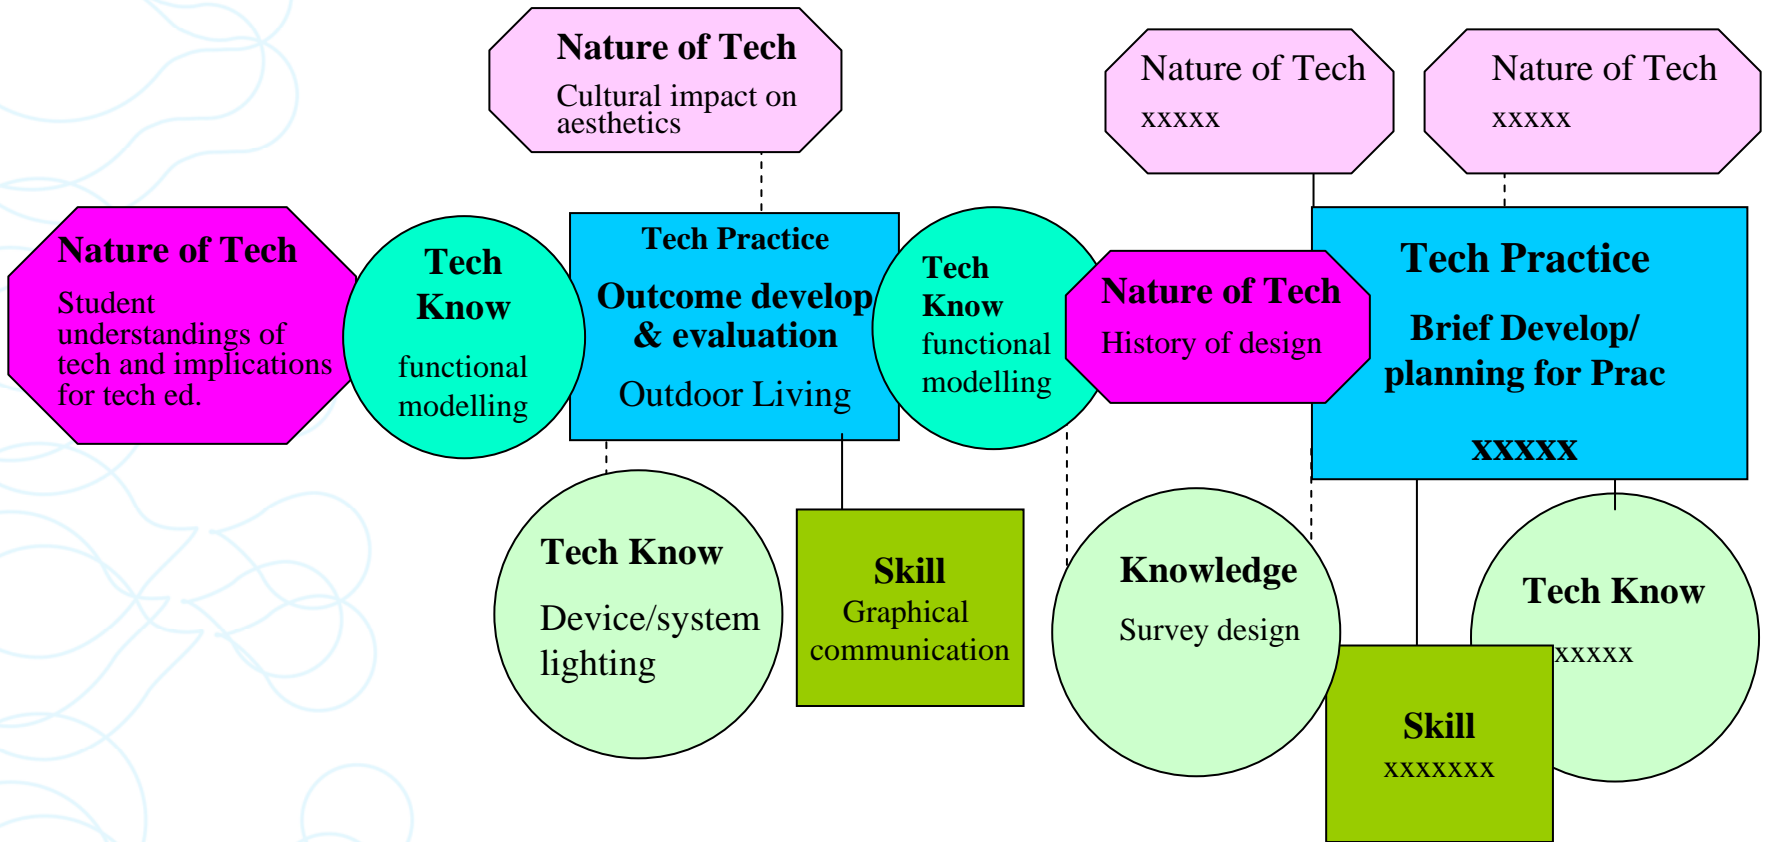 Nature of Tech
Cultural impact on
aesthetics
Nature of Tech
xxxxx
Nature of Tech
xxxxx
Nature of Tech
Student
understandings of
tech and implications
for tech ed.
Tech
Know
functional
modelling
Tech Practice
Outcome develop
& evaluation
Outdoor Living
Tech
Know
functional
modelling
Nature of Tech
History of design
Tech Practice
Brief Develop/
planning for Prac
xxxxx
Tech Know
Device/system
lighting
Skill
Graphical
communication
Knowledge
Survey design
Skill
xxxxxxx
Tech Know
xxxxx